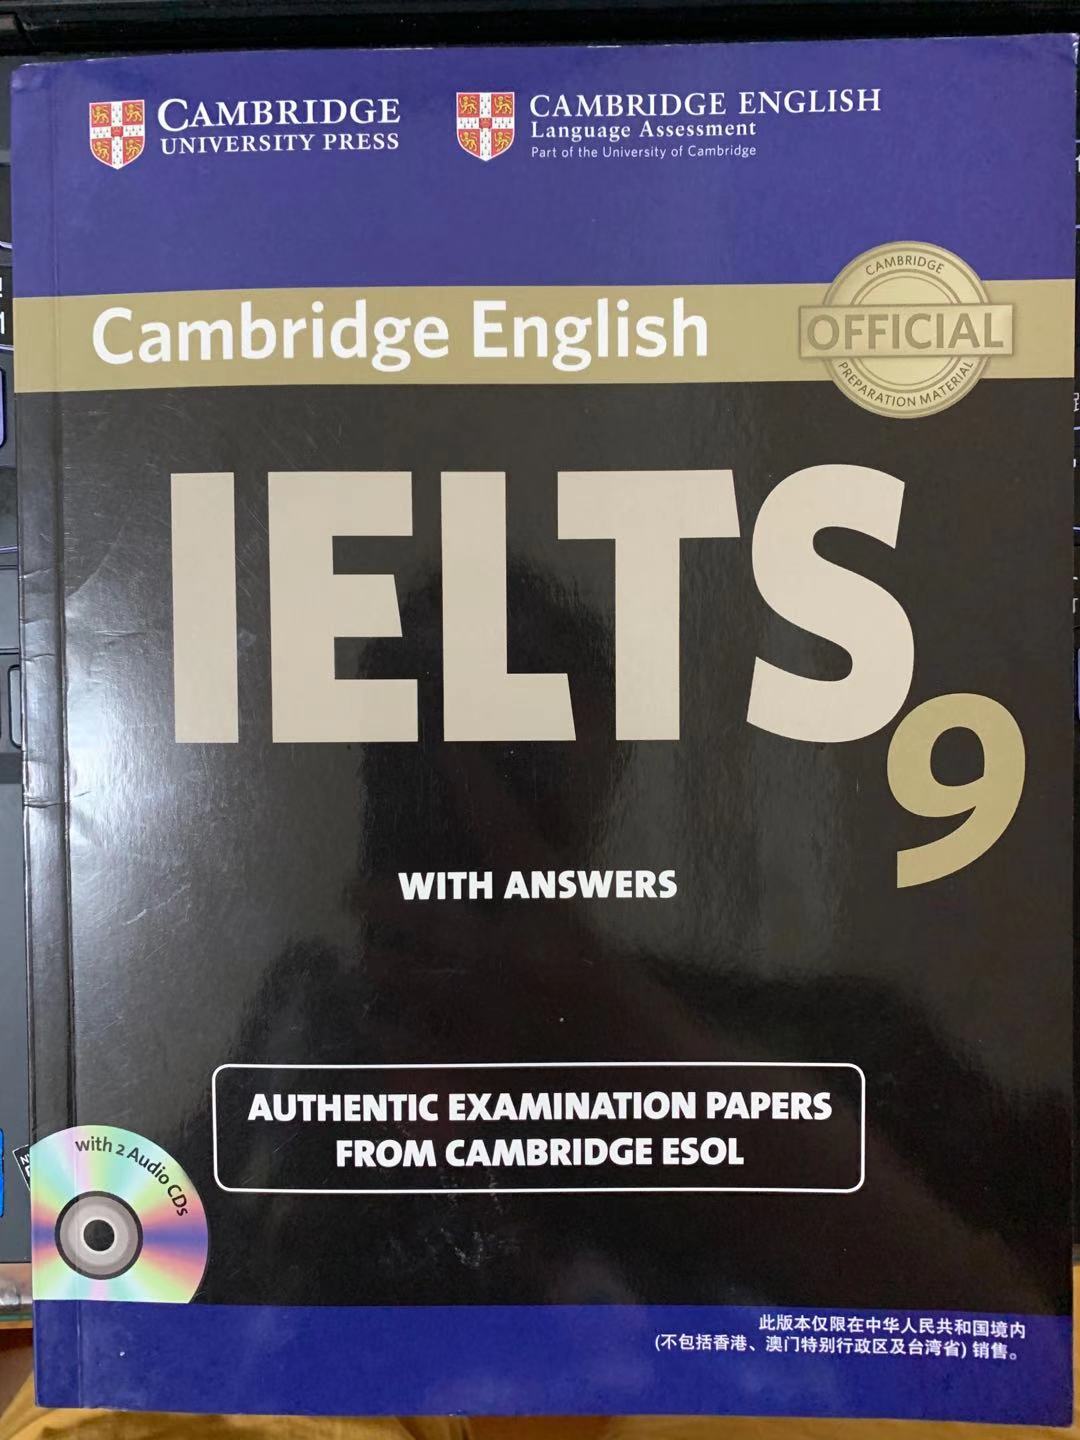 CAMBRIDGE
UNIVERSITY PRESS
CAMBRIDGE ENGLISH
Language Assessment
Part of the University of Cambridge
Cambridge English
CAMBRIDGE
OFFICIAL
PREPARATION MATERIAL
IELTS 9
WITH ANSWERS
AUTHENTIC EXAMINATION PAPERS
FROM CAMBRIDGE ESOL
with 2 Audio CDs
此版本仅限在中华人民共和国境内
(不包括香港、澳门特别行政区及台湾省) 销售。